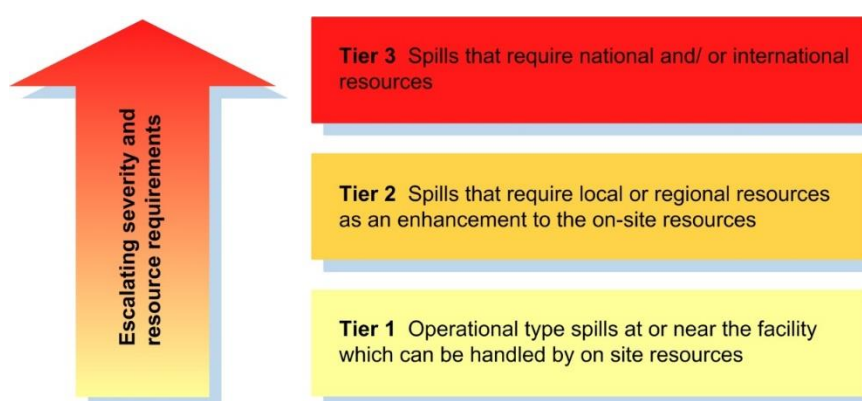 Escalating severity and
resource requirements
Tier 3 Spills that require national and/ or international
resources
Tier 2 Spills that require local or regional resources
as an enhancement to the on-site resources
Tier 1 Operational type spills at or near the facility
which can be handled by on site resources